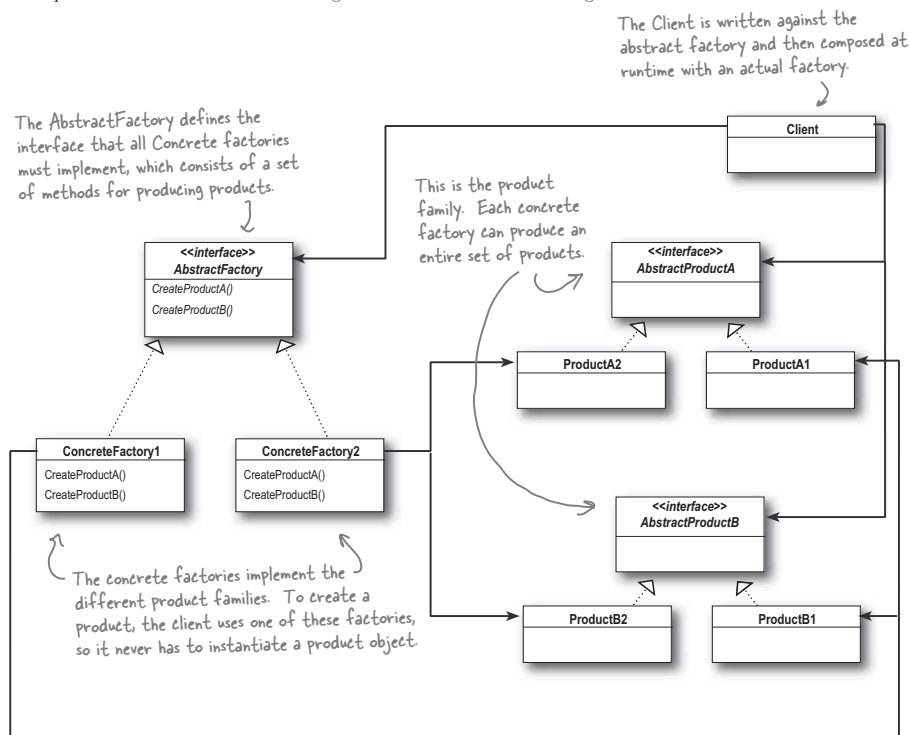 The Client is written against the
abstract factory and then composed at
runtime with an actual factory.
Client
The AbstractFactory defines the
interface that all Concrete factories
must implement, which consists of a set
of methods for producing products.
This is the product
family. Each concrete
factory can produce an
entire set of products.
<<interface>>
AbstractFactory
CreateProductA()
CreateProductB()
<<interface>>
AbstractProductA
ProductA2
ProductA1
ConcreteFactory1
CreateProductA()
CreateProductB()
ConcreteFactory2
CreateProductA()
CreateProductB()
<<interface>>
AbstractProductB
The concrete factories implement the
different product families. To create a
product, the client uses one of these factories,
so it never has to instantiate a product object.
ProductB2
ProductB1